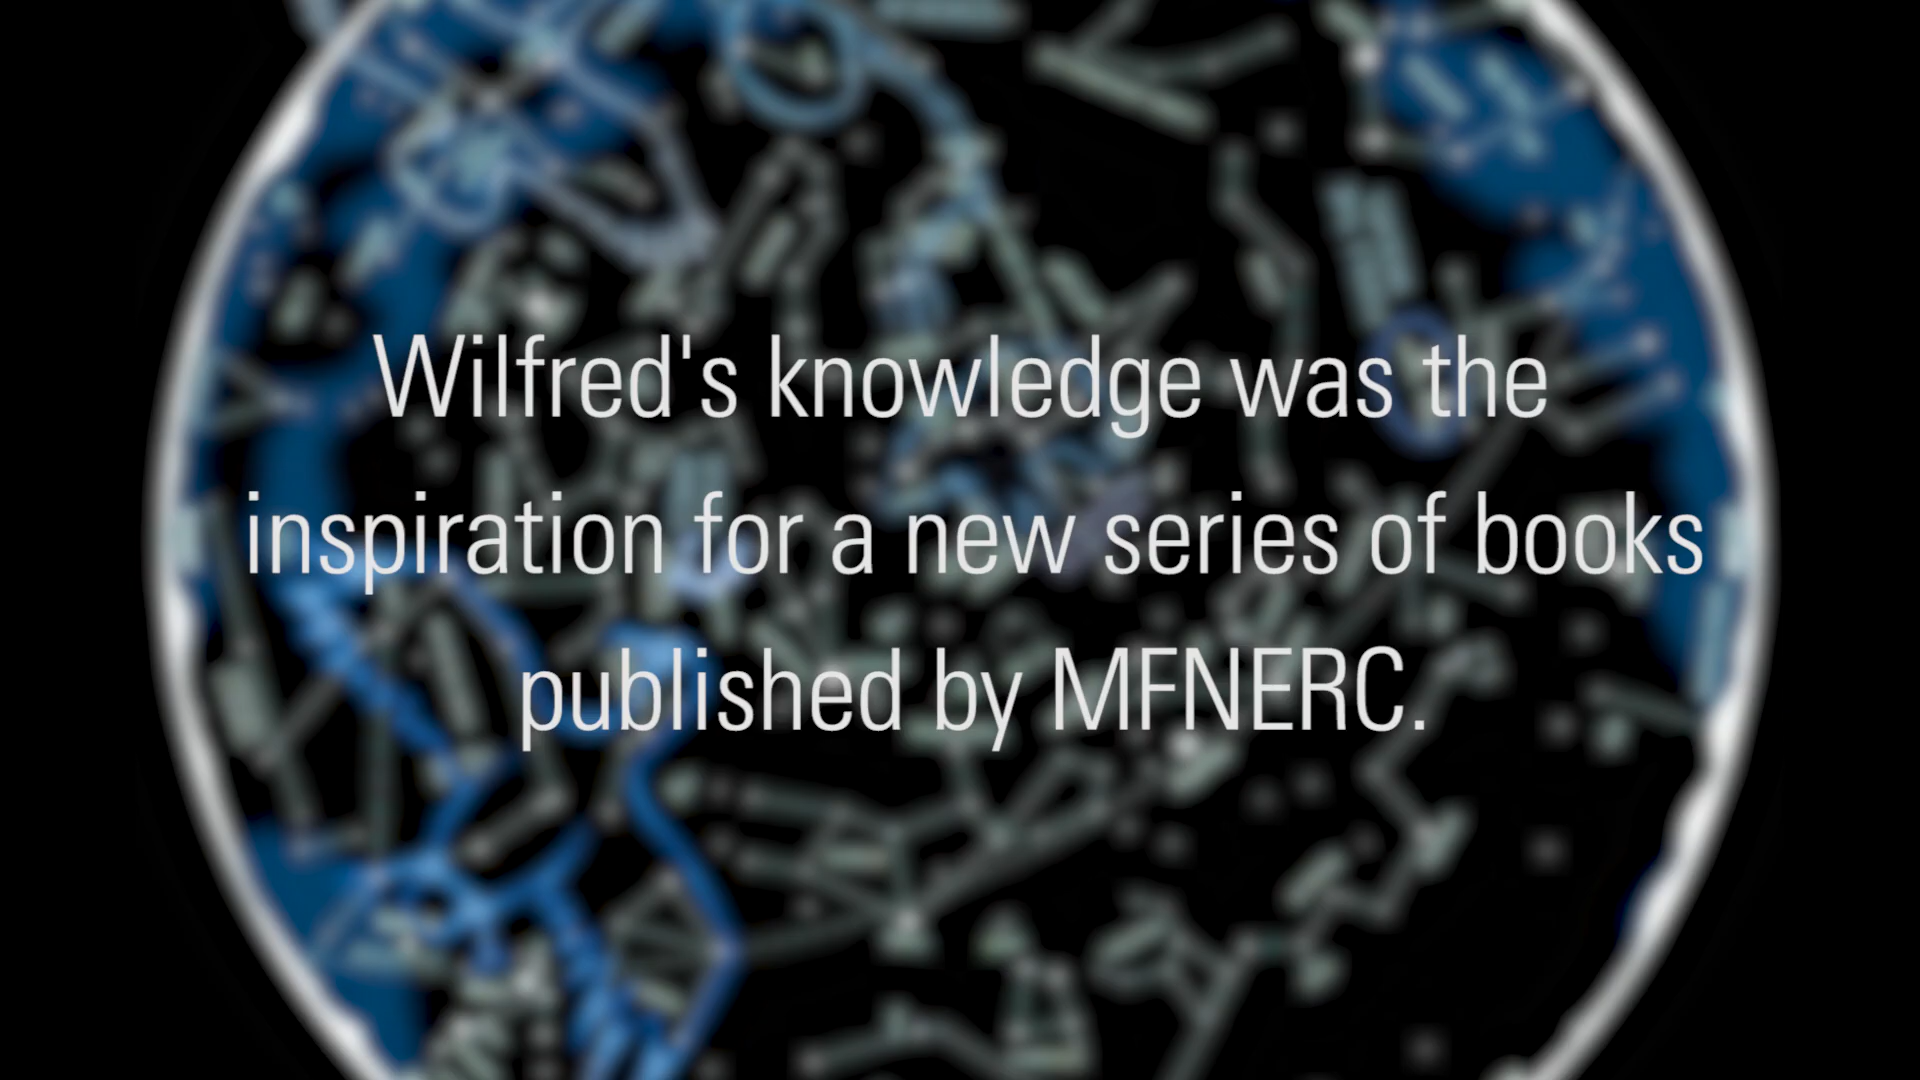 Wilfred's knowledge was the
inspiration for a new series of books
published by MFNERC.